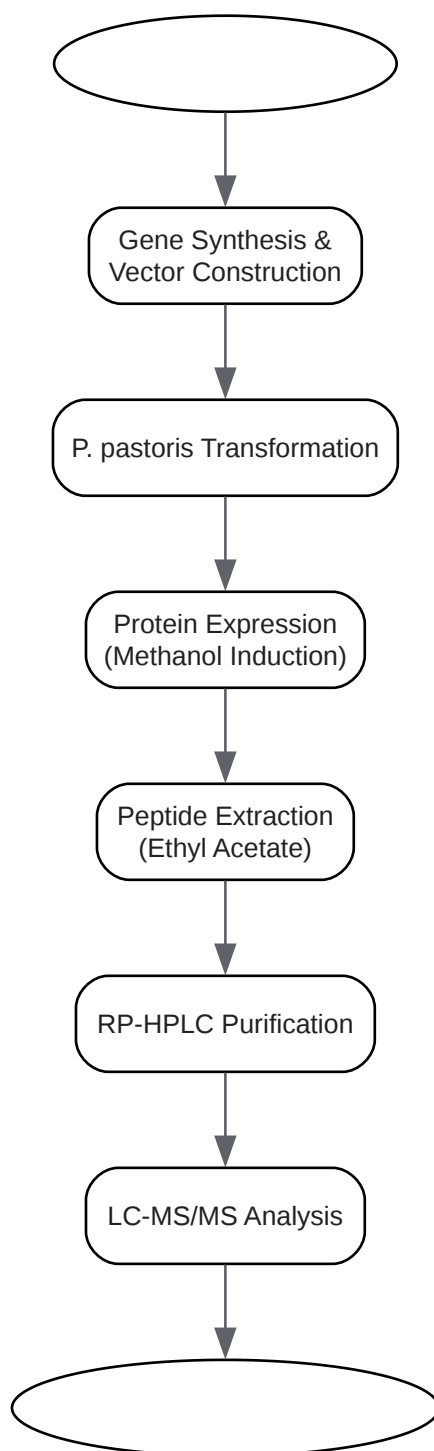 Gene Synthesis &
Vector Construction
P. pastoris Transformation
Protein Expression
(Methanol Induction)
Peptide Extraction
(Ethyl Acetate)
RP-HPLC Purification
LC-MS/MS Analysis